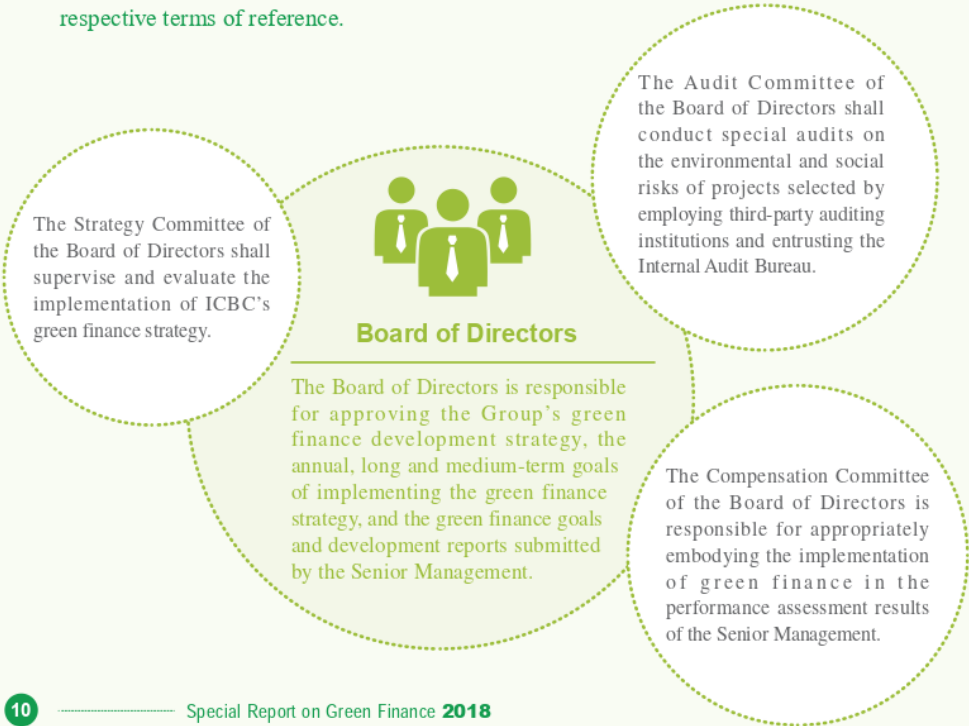 respective terms of reference.
The Strategy Committee of
the Board of Directors shall
supervise and evaluate the
implementation of ICBC's
green finance strategy.
Board of Directors
The Board of Directors is responsible
for approving the Group's green
finance development strategy, the
annual, long and medium-term goals
of implementing the green finance
strategy, and the green finance goals
and development reports submitted
by the Senior Management.
The Audit Committee of
the Board of Directors shall
conduct special audits on
the environmental and social
risks of projects selected by
employing third-party auditing
institutions and entrusting the
Internal Audit Bureau.
The Compensation Committee
of the Board of Directors is
responsible for appropriately
embodying the implementation
of green finance in the
performance assessment results
of the Senior Management.
10 Special Report on Green Finance 2018